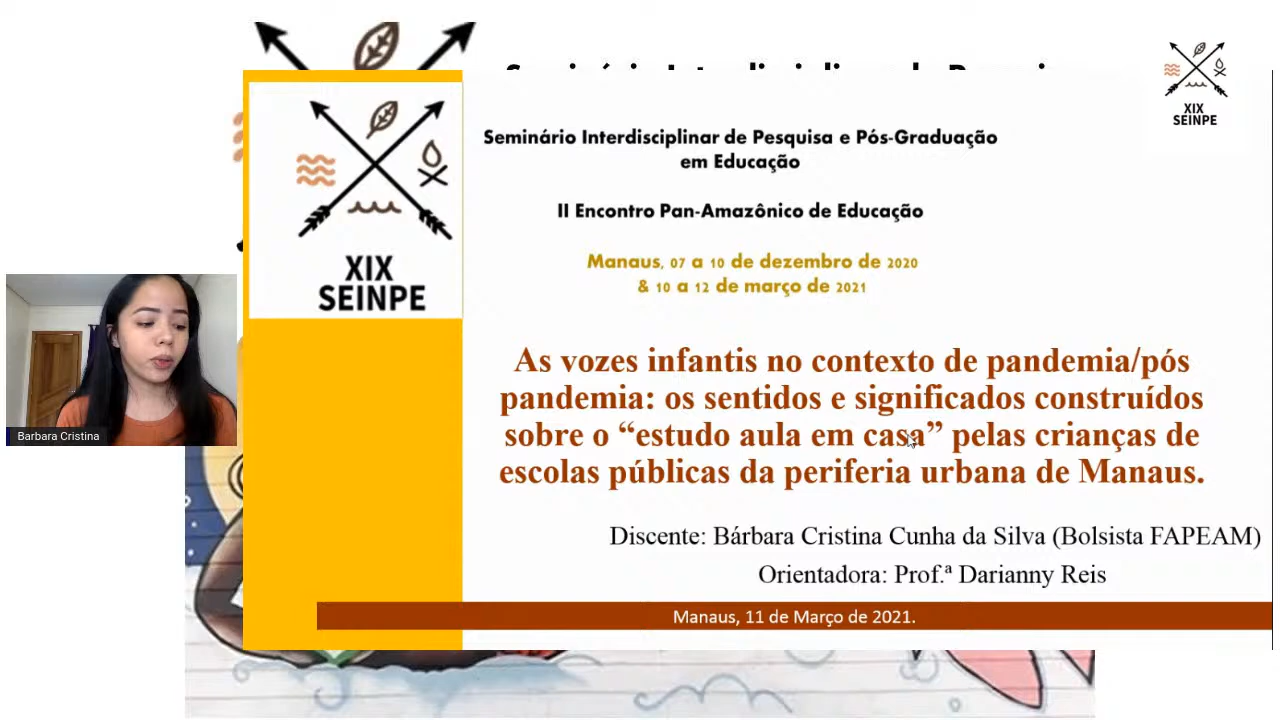 XIX
SEINPE
Seminário Interdisciplinar de Pesquisa e Pós-Graduação
em Educação
II Encontro Pan-Amazônico de Educação
Manaus, 07 a 10 de dezembro de 2020
& 10 a 12 de março de 2021
XIX
SEINPE
Barbara Cristina
As vozes infantis no contexto de pandemia/pós
pandemia: os sentidos e significados construídos
sobre o “estudo aula em casa” pelas crianças de
escolas públicas da periferia urbana de Manaus.
Discente: Bárbara Cristina Cunha da Silva (Bolsista FAPEAM)
Orientadora: Prof.ª Darianny Reis
Manaus, 11 de Março de 2021.